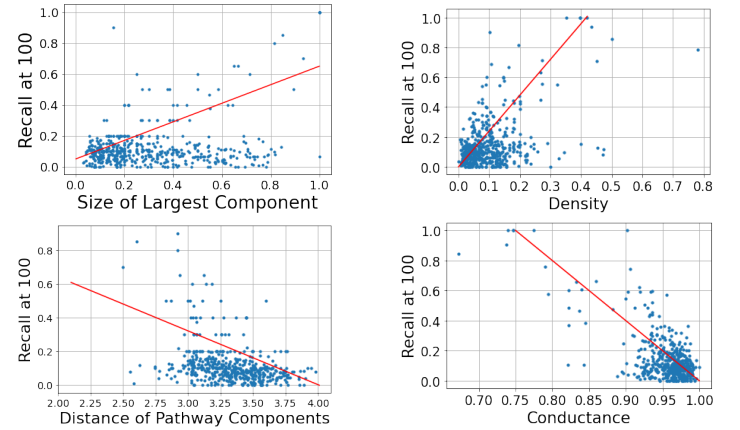 Recall at 100
1.0
0.8
0.6
0.4
0.2
0.0
0.0 0.2 0.4 0.6 0.8 1.0
Size of Largest Component
Recall at 100
1.0
0.8
0.6
0.4
0.2
0.0
0.0 0.1 0.2 0.3 0.4 0.5 0.6 0.7 0.8
Density
Recall at 100
0.8
0.6
0.4
0.2
0.0
2.00 2.25 2.50 2.75 3.00 3.25 3.50 3.75 4.00
Distance of Pathway Components
Recall at 100
1.0
0.8
0.6
0.4
0.2
0.0
0.70 0.75 0.80 0.85 0.90 0.95 1.00
Conductance